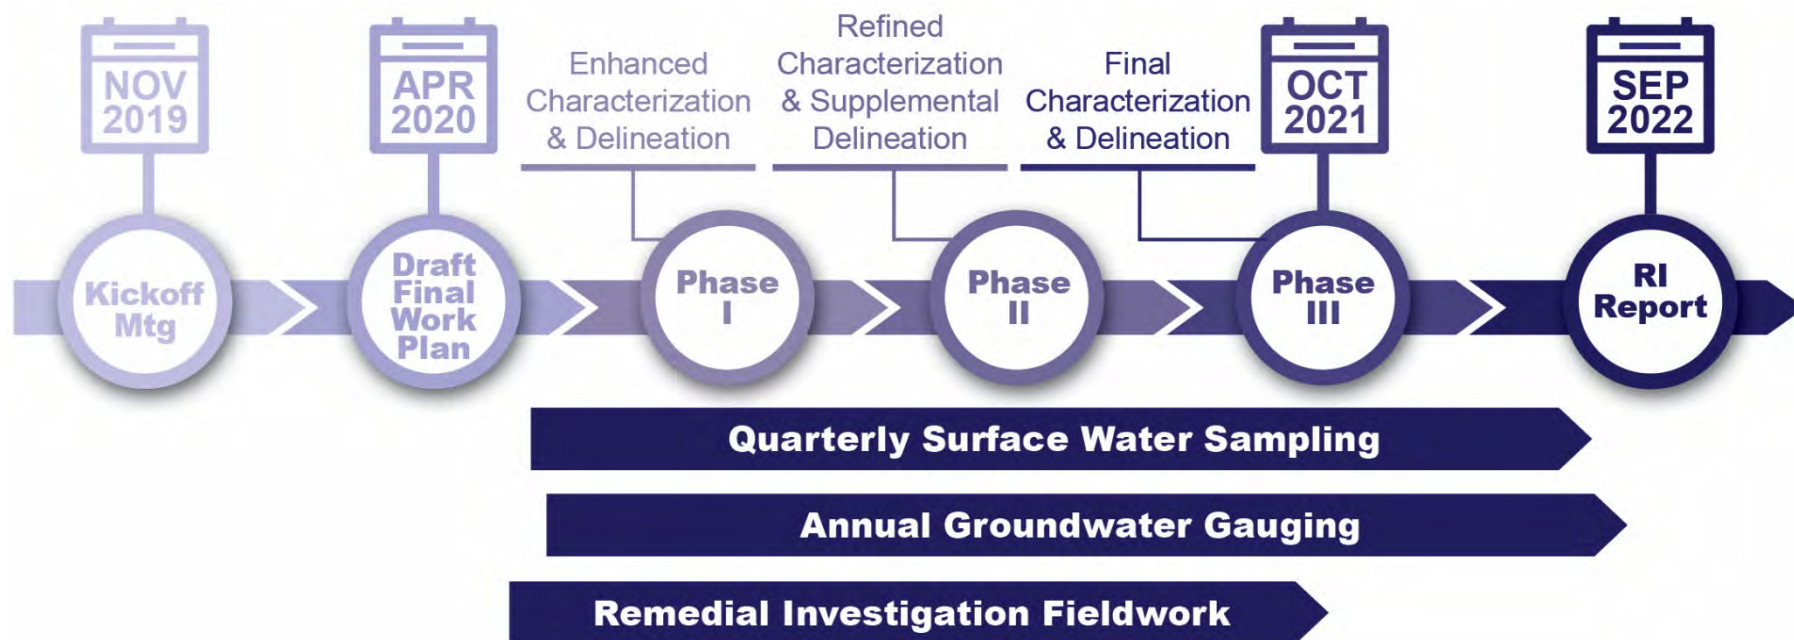 NOV
2019
APR
2020
Enhanced
Characterization
& Delineation
Refined
Characterization
& Supplemental
Delineation
Final
Characterization
& Delineation
OCT
2021
SEP
2022
Kickoff
Mtg
Draft
Final
Work
Plan
Phase
I
Phase
II
Phase
III
RI
Report
Quarterly Surface Water Sampling
Annual Groundwater Gauging
Remedial Investigation Fieldwork